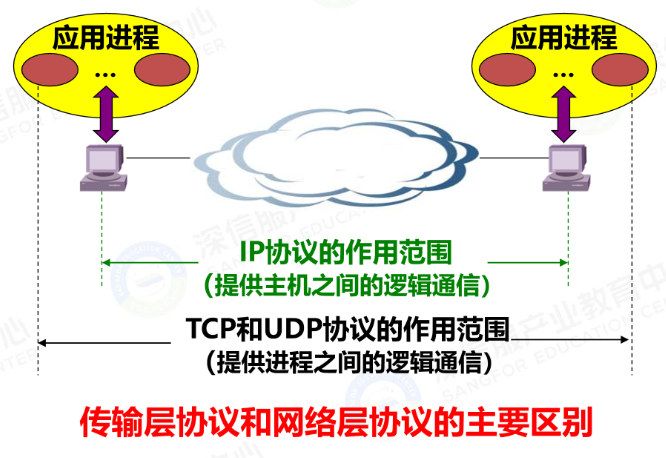 应用进程
应用进程
...
...
IP协议的作用范围
（提供主机之间的逻辑通信）
TCP和UDP协议的作用范围
（提供进程之间的逻辑通信）
传输层协议和网络层协议的主要区别
深信服产业教育中心
SANGFOR EDUCATION CENTER